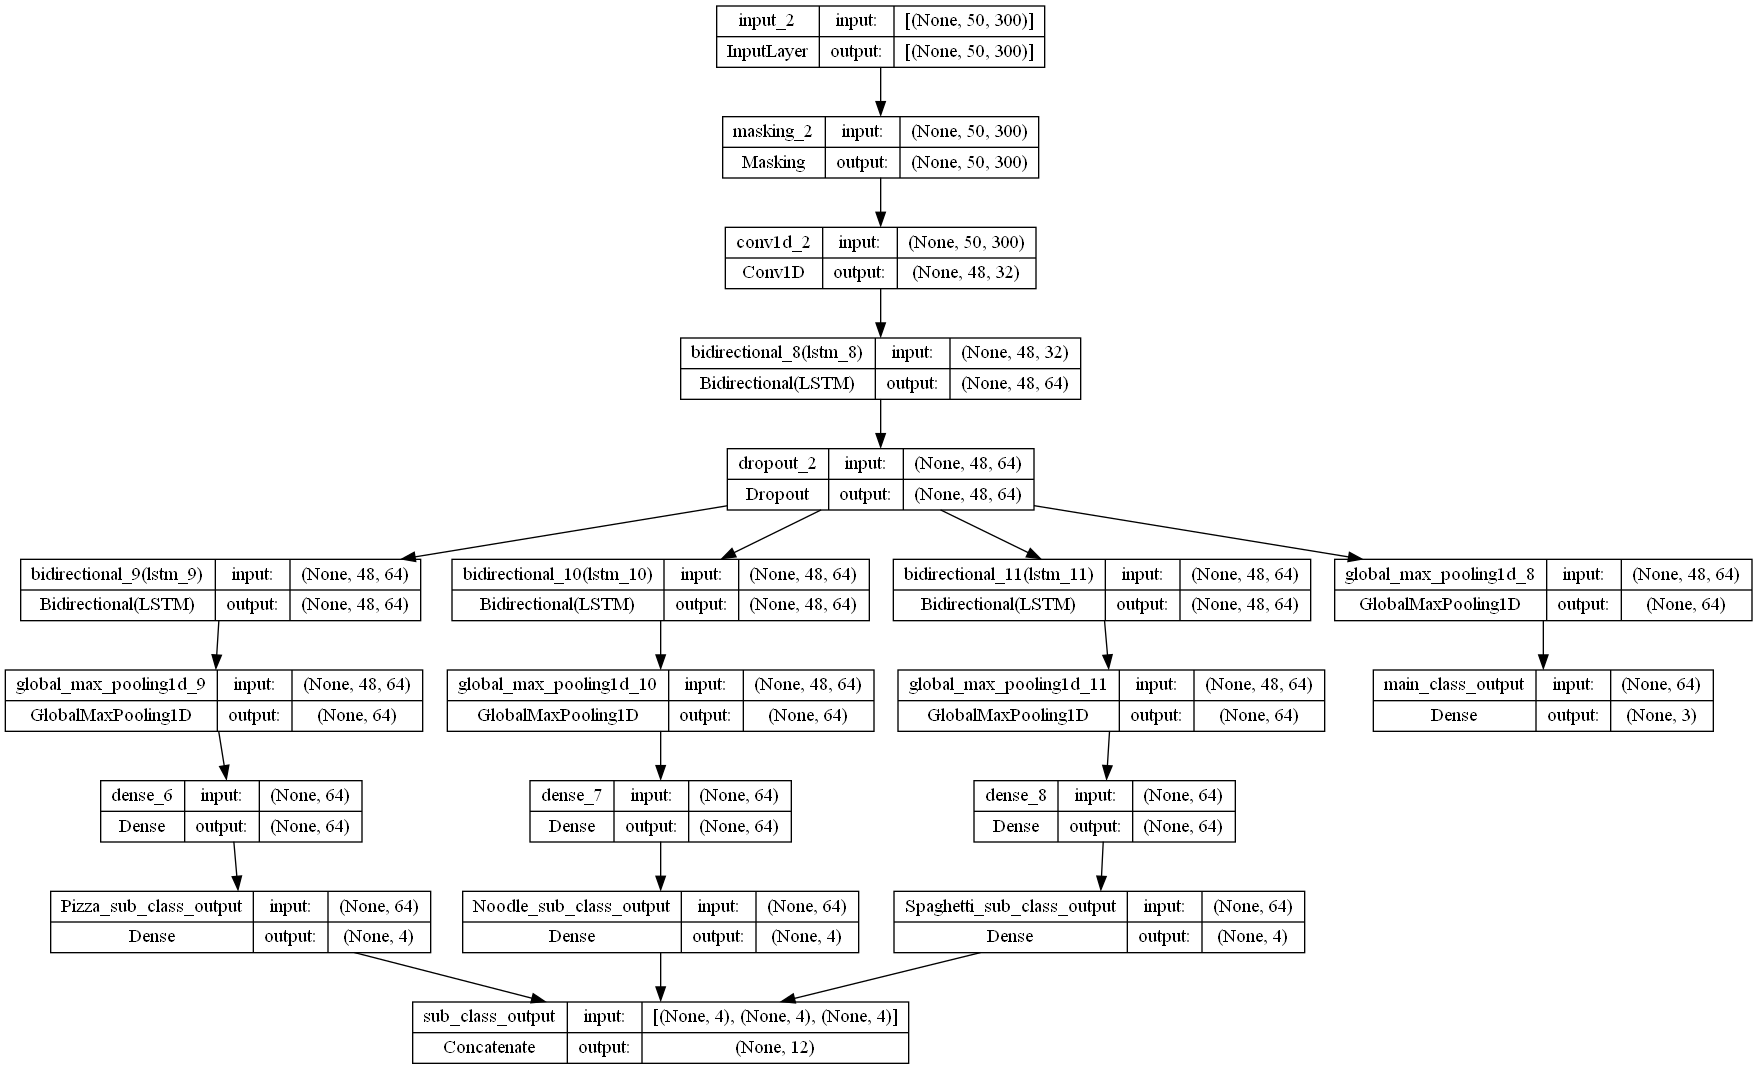 input_2 input: [(None, 50, 300)]
InputLayer output: [(None, 50, 300)]
masking_2 input: (None, 50, 300)
Masking output: (None, 50, 300)
conv1d_2 input: (None, 50, 300)
Conv1D output: (None, 48, 32)
bidirectional_8(lstm_8) input: (None, 48, 32)
Bidirectional(LSTM) output: (None, 48, 64)
dropout_2 input: (None, 48, 64)
Dropout output: (None, 48, 64)
bidirectional_9(lstm_9) input: (None, 48, 64)
Bidirectional(LSTM) output: (None, 48, 64)
bidirectional_10(lstm_10) input: (None, 48, 64)
Bidirectional(LSTM) output: (None, 48, 64)
bidirectional_11(lstm_11) input: (None, 48, 64)
Bidirectional(LSTM) output: (None, 48, 64)
global_max_pooling1d_8 input: (None, 48, 64)
GlobalMaxPooling1D output: (None, 64)
global_max_pooling1d_9 input: (None, 48, 64)
GlobalMaxPooling1D output: (None, 64)
global_max_pooling1d_10 input: (None, 48, 64)
GlobalMaxPooling1D output: (None, 64)
global_max_pooling1d_11 input: (None, 48, 64)
GlobalMaxPooling1D output: (None, 64)
main_class_output input: (None, 64)
Dense output: (None, 3)
dense_6 input: (None, 64)
Dense output: (None, 64)
dense_7 input: (None, 64)
Dense output: (None, 64)
dense_8 input: (None, 64)
Dense output: (None, 64)
Pizza_sub_class_output input: (None, 64)
Dense output: (None, 4)
Noodle_sub_class_output input: (None, 64)
Dense output: (None, 4)
Spaghetti_sub_class_output input: (None, 64)
Dense output: (None, 4)
sub_class_output input: [(None, 4), (None, 4), (None, 4)]
Concatenate output: (None, 12)